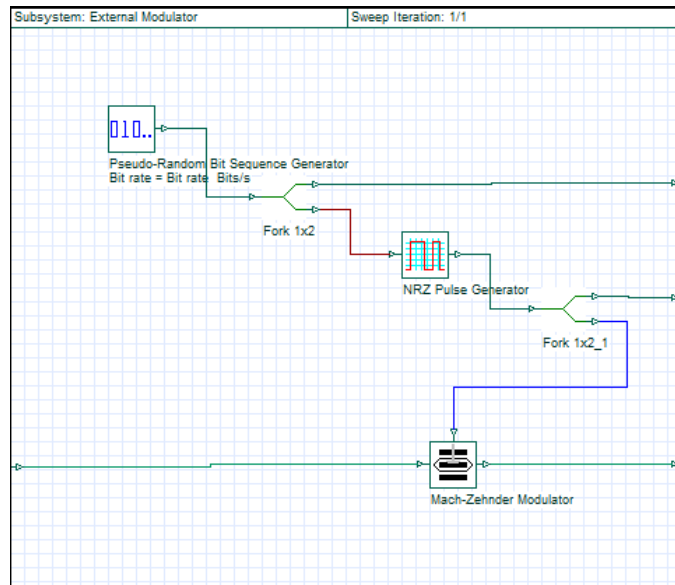 Subsystem: External Modulator
Sweep Iteration: 1/1
010..
Pseudo-Random Bit Sequence Generator
Bit rate = Bit rate  Bits/s
Fork 1x2
NRZ Pulse Generator
Fork 1x2_1
Mach-Zehnder Modulator